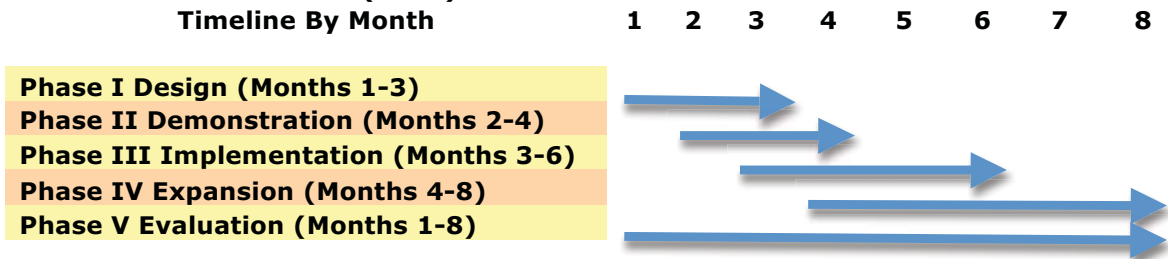 Timeline By Month 1 2 3 4 5 6 7 8
Phase I Design (Months 1-3)
Phase II Demonstration (Months 2-4)
Phase III Implementation (Months 3-6)
Phase IV Expansion (Months 4-8)
Phase V Evaluation (Months 1-8)